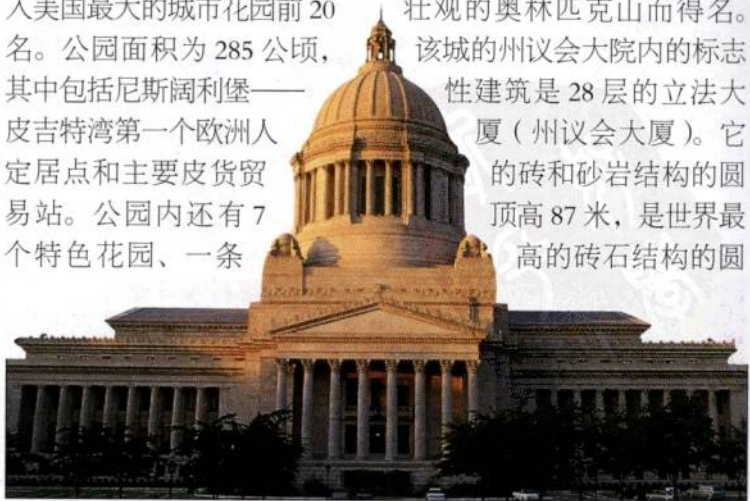 入美国最大的城市花园前 20
名。公园面积为 285 公顷，
其中包括尼斯阔利堡——
皮吉特湾第一个欧洲人
定居点和主要皮货贸
易站。公园内还有 7
个特色花园、一条
壮观的奥林匹克山而得名。
该城的州议会大院内的标志
性建筑是 28 层的立法大
厦（州议会大厦）。它
的砖和砂岩结构的圆
顶高 87 米，是世界最
高的砖石结构的圆